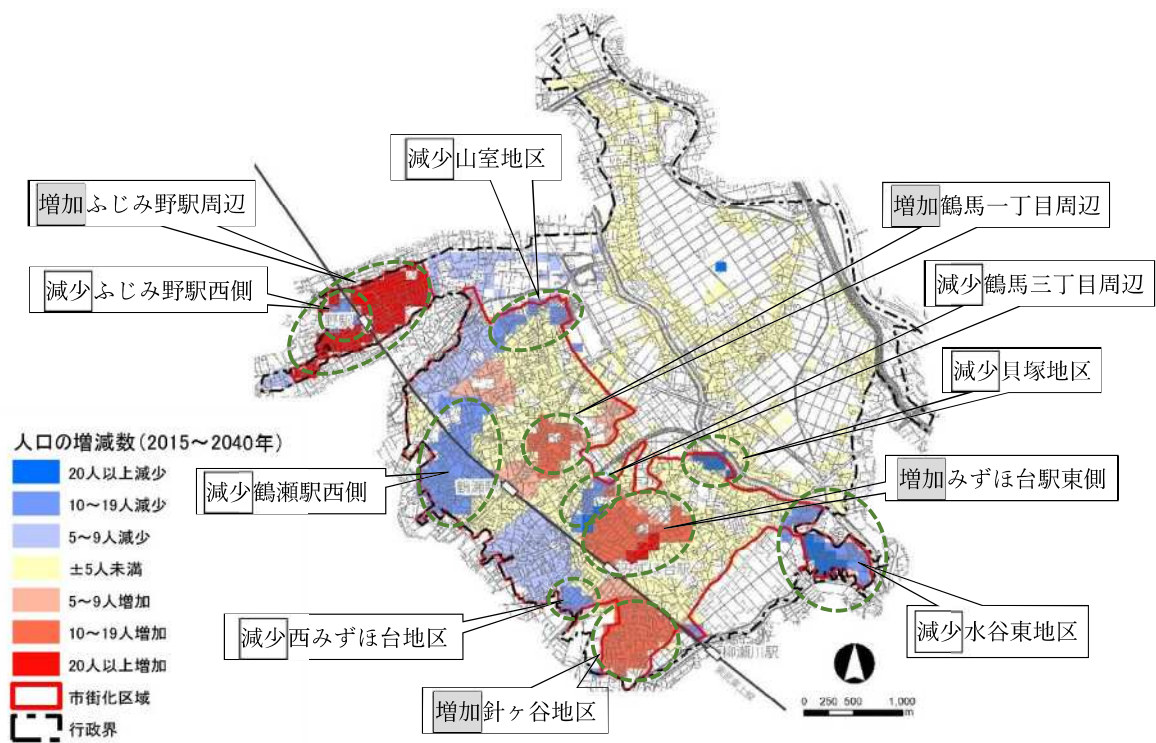 減少山室地区
増加ふじみ野駅周辺
増加鶴馬一丁目周辺
減少ふじみ野駅西側
減少鶴馬三丁目周辺
減少貝塚地区
人口の増減数(2015～2040年)
20人以上減少
10～19人減少
5～9人減少
±5人未満
5～9人増加
10～19人増加
20人以上増加
市街化区域
行政界
減少鶴瀬駅西側
増加みずほ台駅東側
減少西みずほ台地区
減少水谷東地区
増加針ヶ谷地区
柳瀬川駅
0 250 500 1,000
m